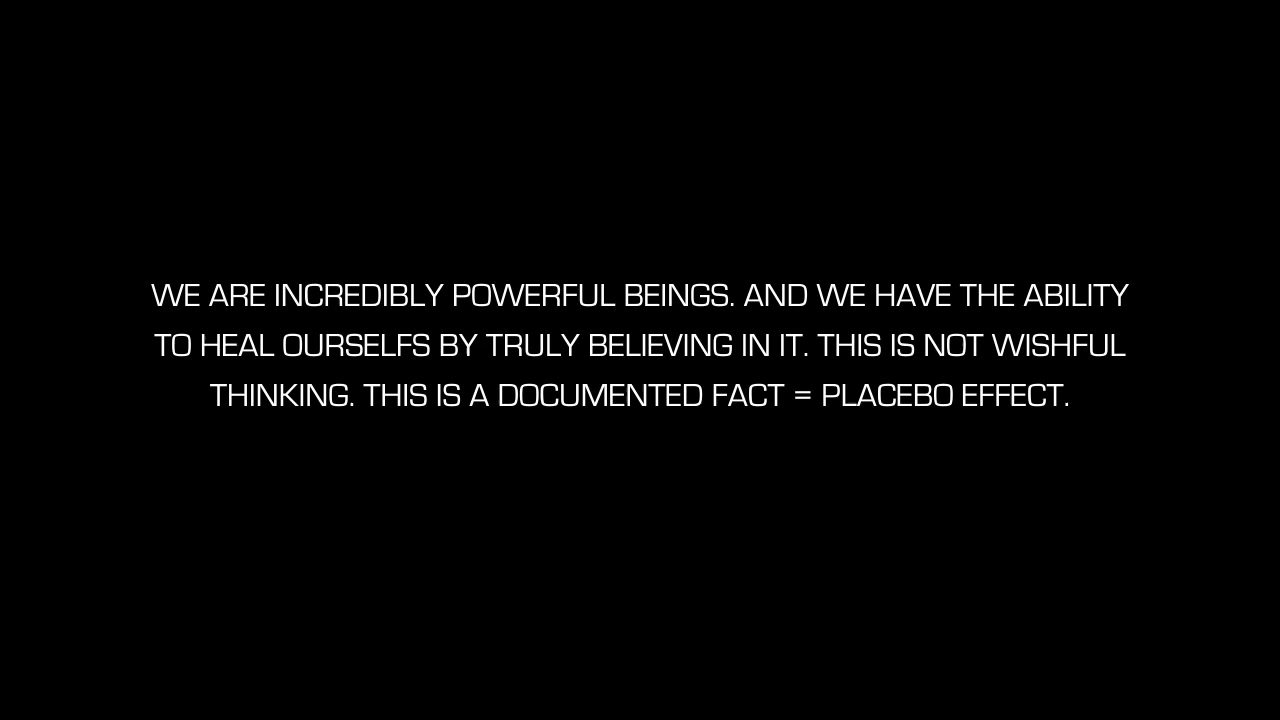 WE ARE INCREDIBLY POWERFUL BEINGS. AND WE HAVE THE ABILITY
TO HEAL OURSELFS BY TRULY BELIEVING IN IT. THIS IS NOT WISHFUL
THINKING. THIS IS A DOCUMENTED FACT = PLACEBO EFFECT.